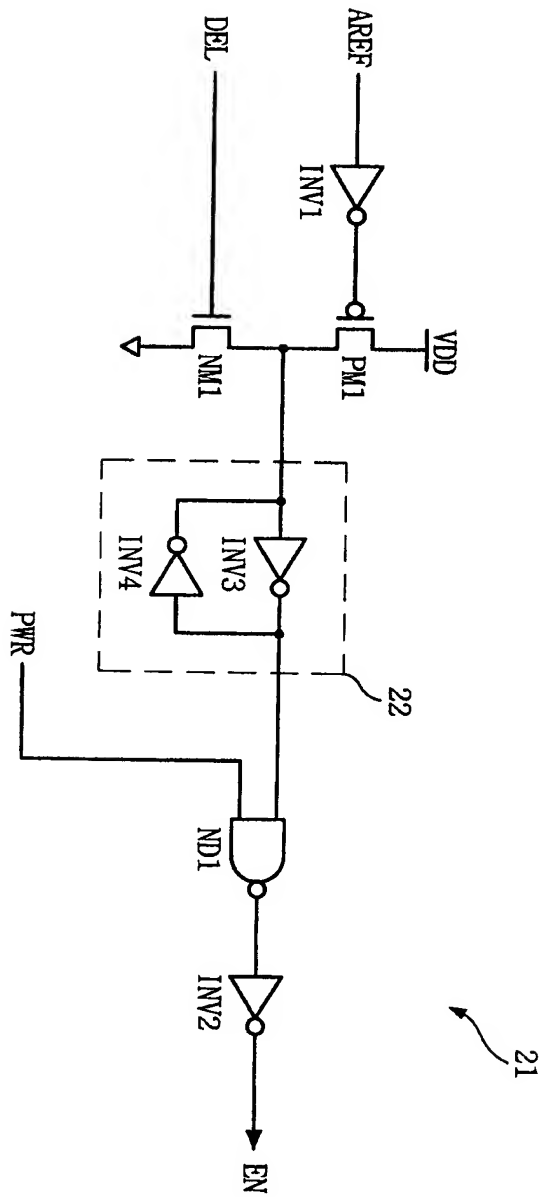 AREF
INV1
VDD
PM1
DEL
NM1
INV3
INV4
22
PWR
ND1
INV2
EN
21